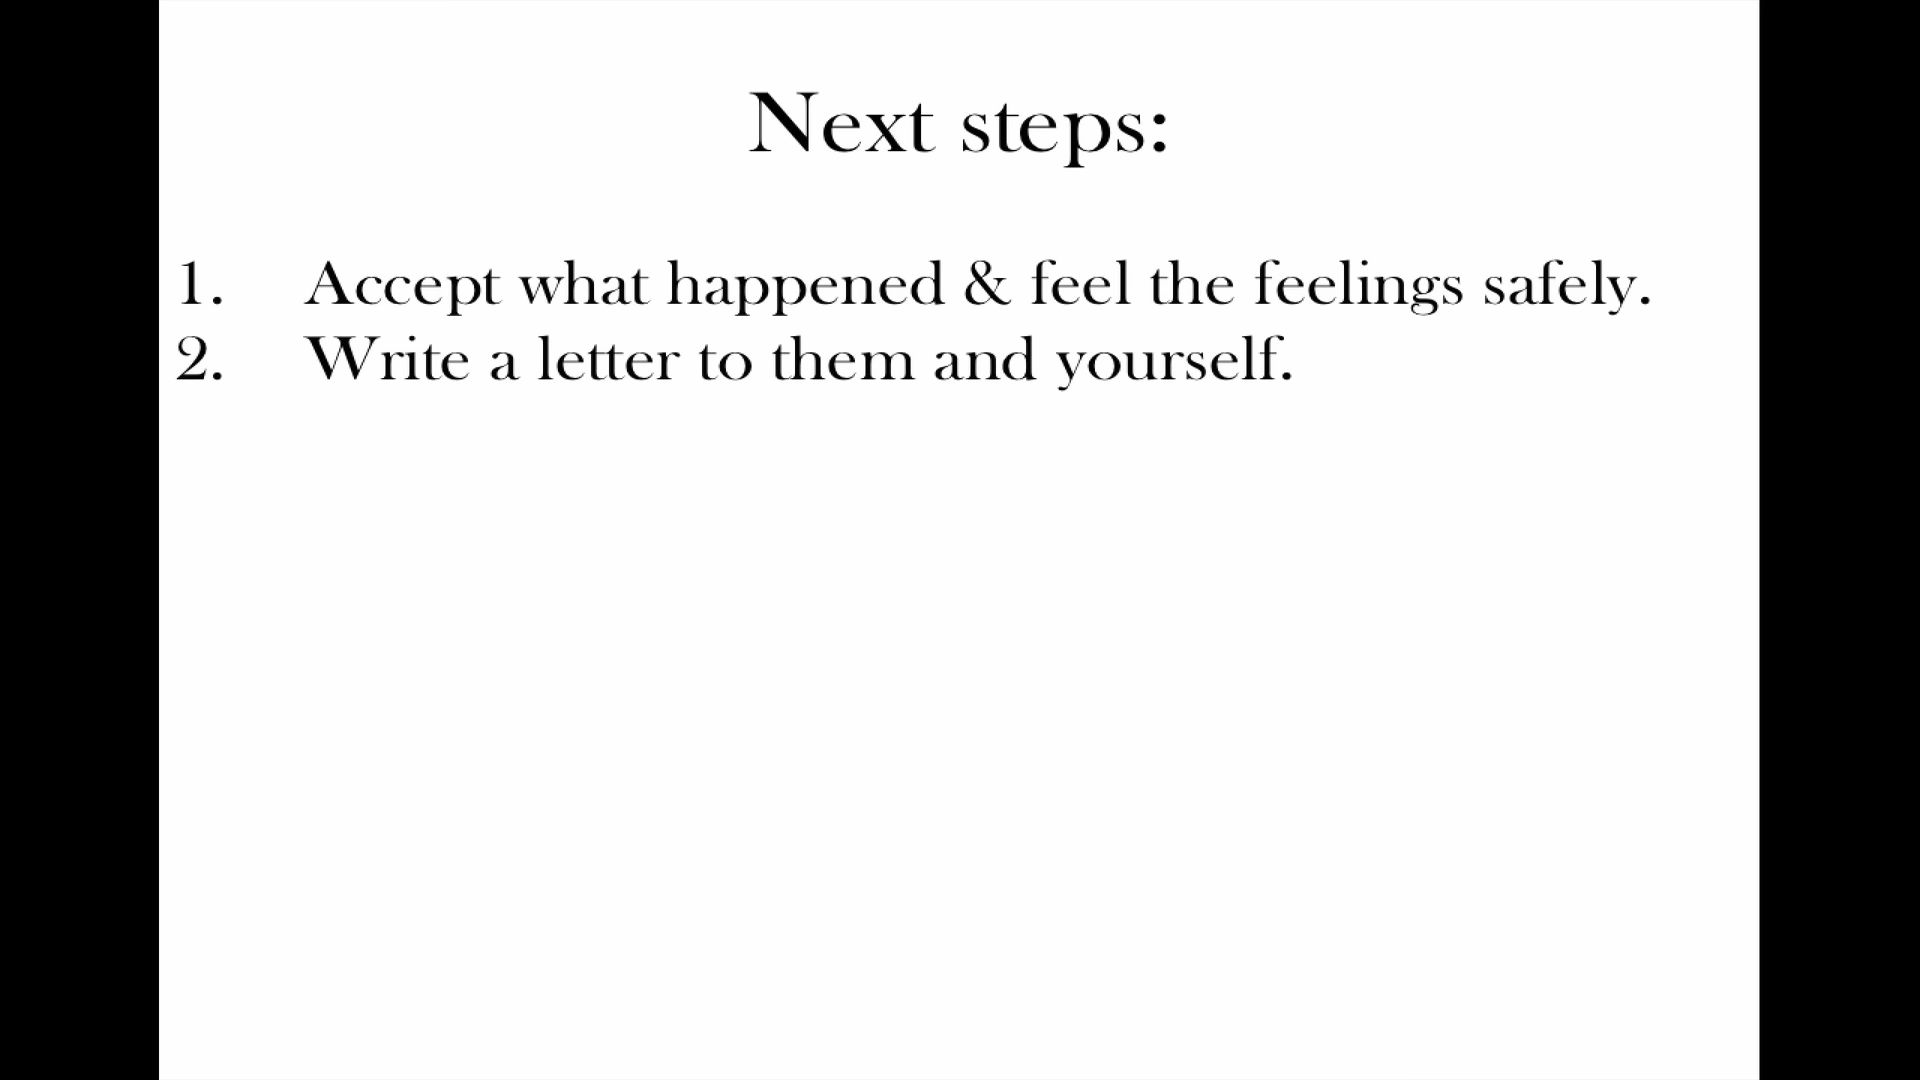 Next steps:
1. Accept what happened & feel the feelings safely.
2. Write a letter to them and yourself.